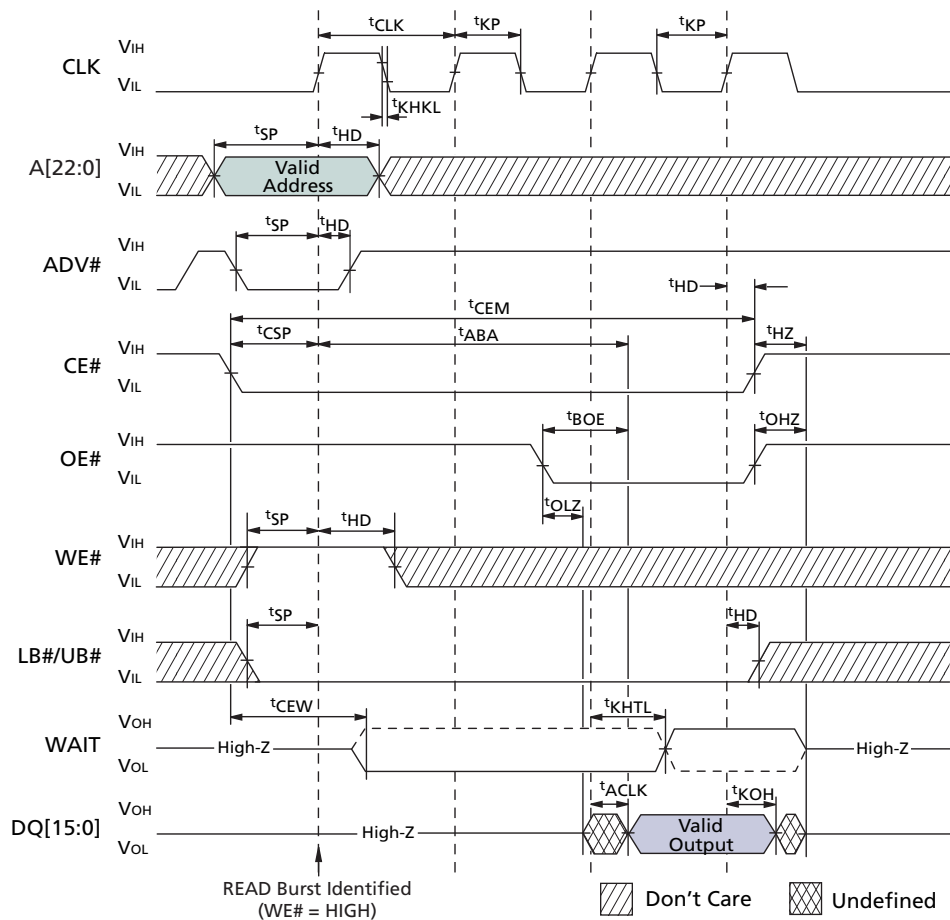 tCLK tKP tKP
VIH
CLK
VIL
tKHKL
tSP tHD
VIH
A[22:0]
Valid
Address
VIL
tSP tHD
VIH
ADV#
VIL
tHD
tCEM
tCSP tABA tHZ
VIH
CE#
VIL
tBOE tOHZ
VIH
OE#
VIL
tOLZ
tSP tHD
VIH
WE#
VIL
tSP tHD
VIH
LB#/UB#
VIL
tCEW tKHTL
VOH
WAIT High-Z High-Z
VOL
tACLK tKOH
VOH
DQ[15:0] High-Z
Valid
Output
VOL
READ Burst Identified
(WE# = HIGH)
Don't Care Undefined